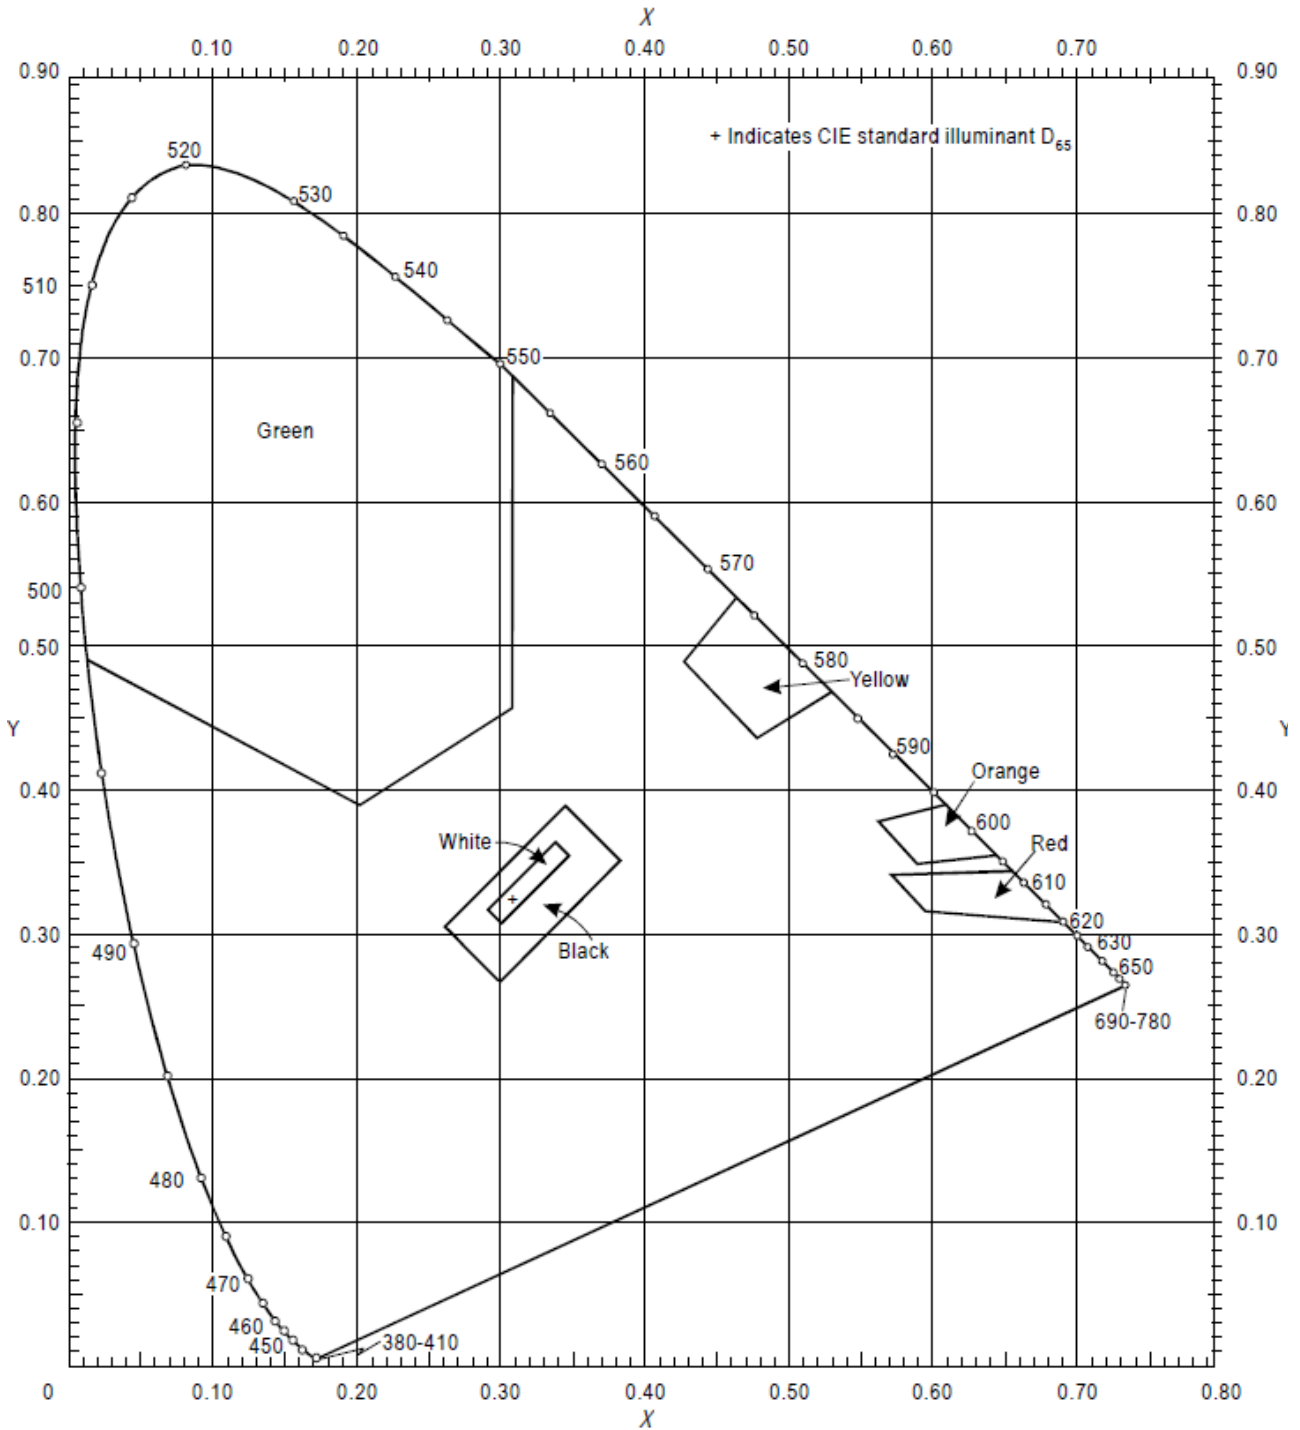 X
0.10 0.20 0.30 0.40 0.50 0.60 0.70
0.90 0.90
+ Indicates CIE standard illuminant D₆₅
520
530
0.80 0.80
540
510
550
0.70 0.70
Green
560
0.60 0.60
570
500
0.50 0.50
580
Yellow
Y Y
590
Orange
0.40 0.40
600
White Red
610
620
0.30 0.30
630
490 Black
650
690-780
0.20 0.20
480
0.10 0.10
470
460
450 380-410
0 0.10 0.20 0.30 0.40 0.50 0.60 0.70 0.80
X